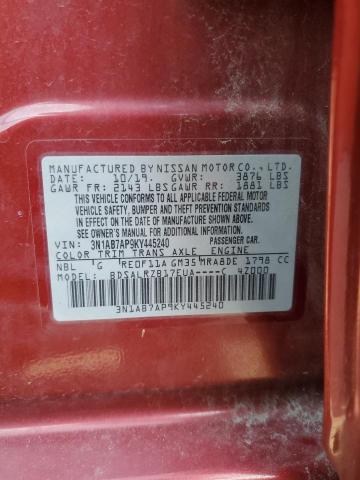 MANUFACTURED BY NISSAN MOTOR CO., LTD.
DATE: 10/19. GVWR: 3876 LBS
GAWR FR: 2143 LBS GAWR RR: 1881 LBS
THIS VEHICLE CONFORMS TO ALL APPLICABLE
FEDERAL MOTOR VEHICLE SAFETY, BUMPER
AND THEFT PREVENTION STANDARDS IN
EFFECT ON THE DATE OF MANUFACTURE
SHOWN ABOVE.
SEE O/MANUAL FOR ADDITIONAL INFORMATION.
VIN: 3N1AB7AP9KY445240 PASSENGER CAR.
COLOR TRIM TRANS AXLE ENGINE
NBL G RE0F11A GM35 MRA8DE 1798 CC
BDSALRZB17EUA----C 4Z000
3N1AB7AP9KY445240